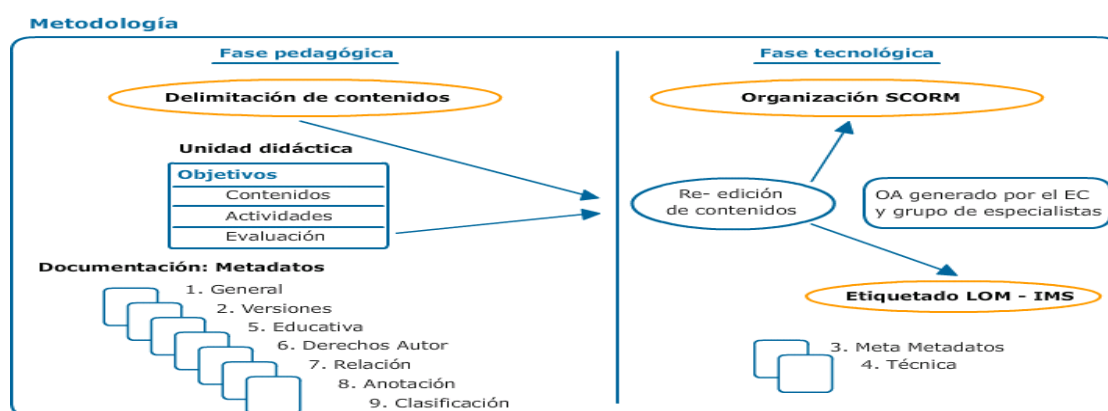 Metodología
Fase pedagógica
Delimitación de contenidos
Unidad didáctica
Objetivos
Contenidos
Actividades
Evaluación
Documentación: Metadatos
1. General
2. Versiones
5. Educativa
6. Derechos Autor
7. Relación
8. Anotación
9. Clasificación
Fase tecnológica
Organización SCORM
Re- edición
de contenidos
OA generado por el EC
y grupo de especialistas
Etiquetado LOM - IMS
3. Meta Metadatos
4. Técnica